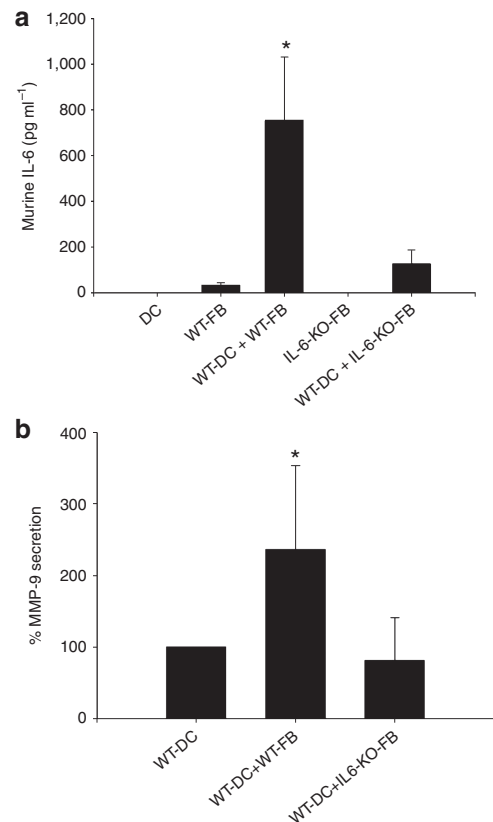 a
1,200
1,000
800
600
400
200
0
Murine IL-6 (pg ml⁻¹)
*
DC
WT-FB
WT-DC + WT-FB
IL-6-KO-FB
WT-DC + IL-6-KO-FB
b
400
300
200
100
0
% MMP-9 secretion
*
WT-DC
WT-DC+WT-FB
WT-DC+IL6-KO-FB